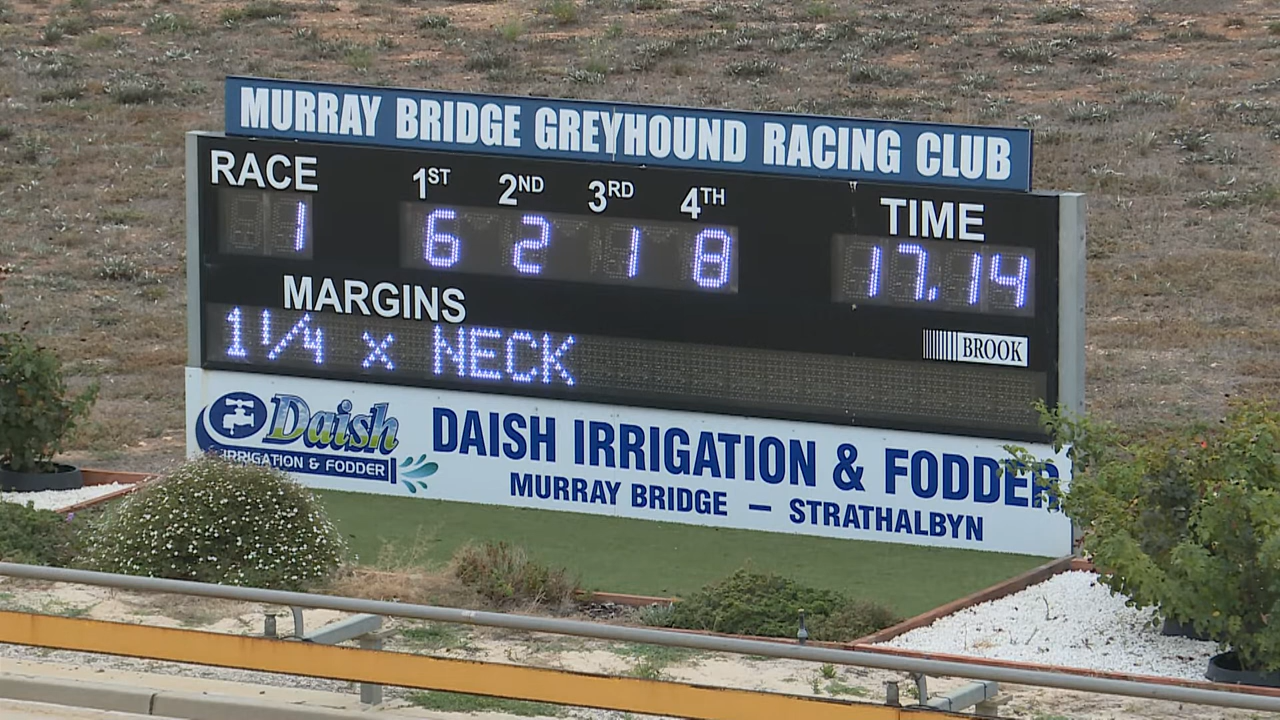 MURRAY BRIDGE GREYHOUND RACING CLUB
RACE 1ST 2ND 3RD 4TH TIME
1 6 2 1 8 17.14
MARGINS
1 1/4 x NECK
BROOK
Daish
IRRIGATION & FODDER
DAISH IRRIGATION & FODDER
MURRAY BRIDGE — STRATHALBYN